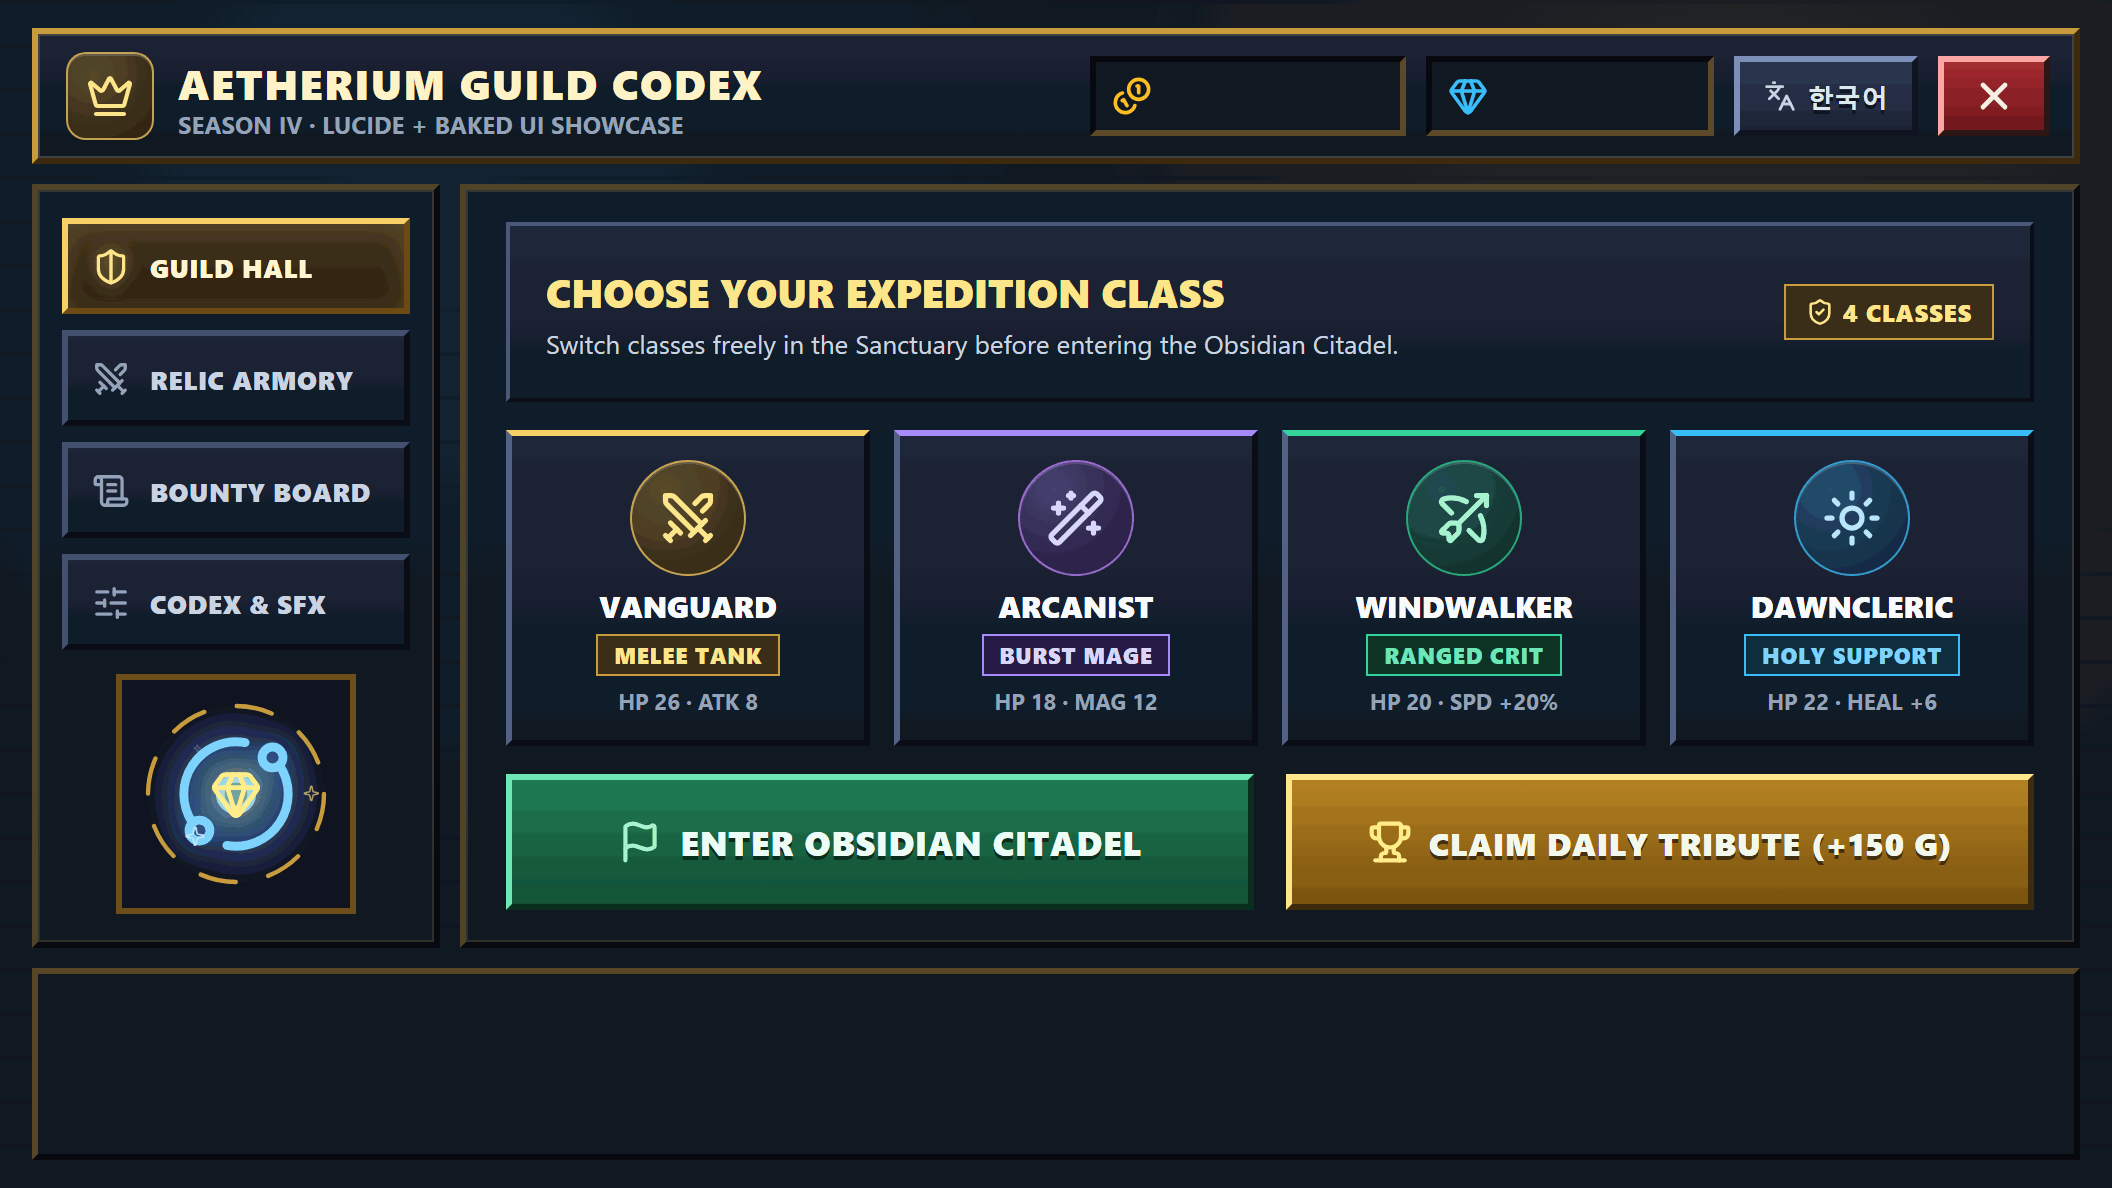 AETHERIUM GUILD CODEX
SEASON IV · LUCIDE + BAKED UI SHOWCASE
한국어
GUILD HALL
RELIC ARMORY
BOUNTY BOARD
CODEX & SFX
CHOOSE YOUR EXPEDITION CLASS
Switch classes freely in the Sanctuary before entering the Obsidian Citadel.
4 CLASSES
VANGUARD
MELEE TANK
HP 26 · ATK 8
ARCANIST
BURST MAGE
HP 18 · MAG 12
WINDWALKER
RANGED CRIT
HP 20 · SPD +20%
DAWNCLERIC
HOLY SUPPORT
HP 22 · HEAL +6
ENTER OBSIDIAN CITADEL
CLAIM DAILY TRIBUTE (+150 G)